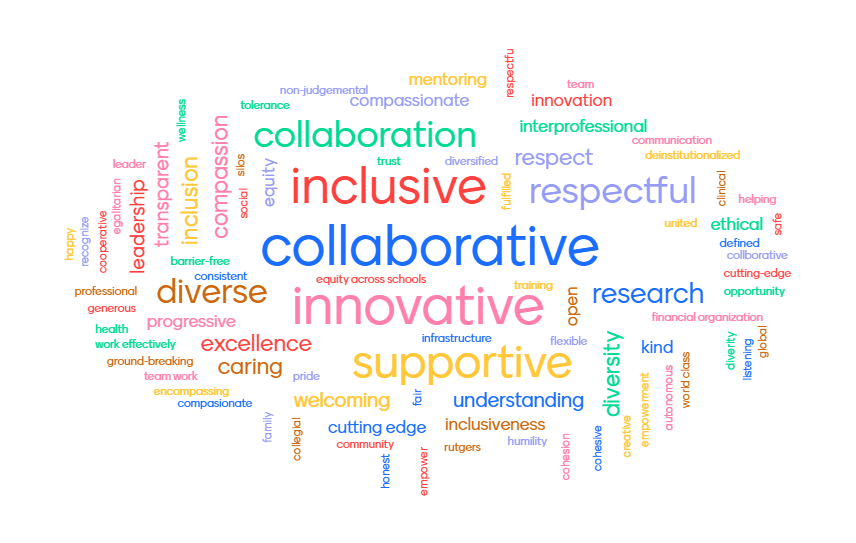 respectfu
mentoring
team
non-judgemental
compassionate
innovation
tolerance
wellness
collaboration
interprofessional
communication
compassion
transparent
inclusion
silos
trust
diversified
respect
deinstitutionalized
leader
equity
inclusive
fulfilled
respectful
clinical
helping
egalitarian
leadership
social
united
ethical
safe
happy
recognize
cooperative
collaborative
defined
collborative
barrier-free
consistent
equity across schools
training
cutting-edge
professional
diverse
innovative
open
research
opportunity
generous
progressive
financial organization
health
work effectively
excellence
infrastructure
flexible
kind
diverity
listening
global
ground-breaking
caring
supportive
diversity
world class
team work
pride
autonomous
empowerment
encompassing
compasionate
welcoming
fair
understanding
creative
family
collegial
cutting edge
inclusiveness
cohesive
community
rutgers
humility
cohesion
honest
empower